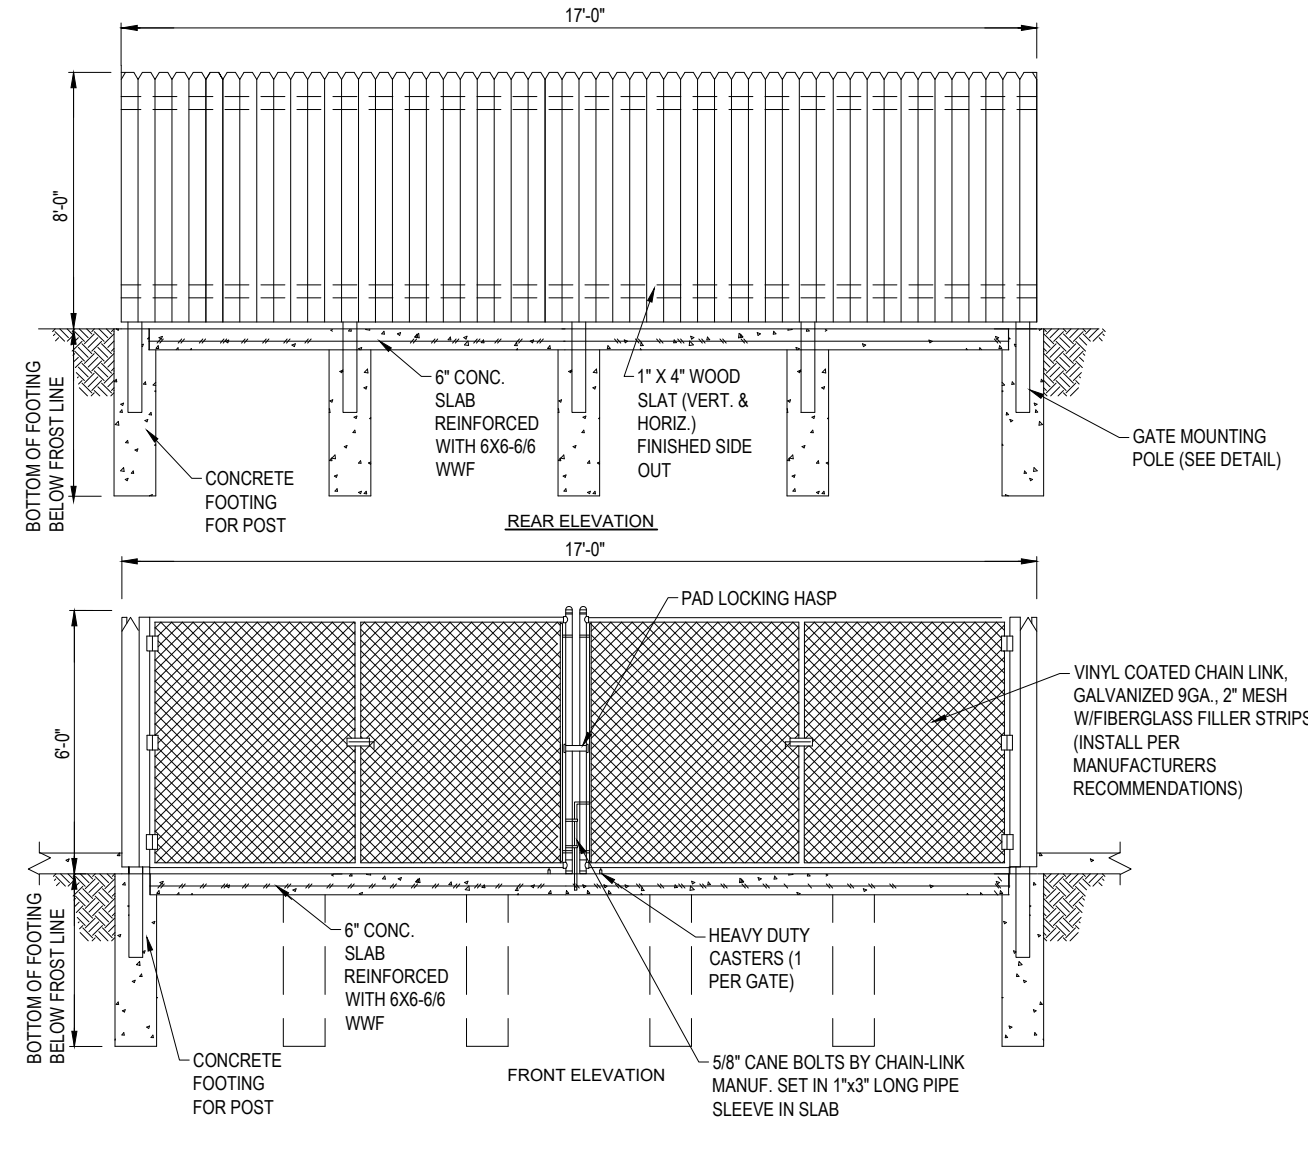 17'-0"
8'-0"
BOTTOM OF FOOTING
BELOW FROST LINE
6" CONC.
SLAB
REINFORCED
WITH 6X6-6/6
WWF
1" X 4" WOOD
SLAT (VERT. &
HORIZ.)
FINISHED SIDE
OUT
GATE MOUNTING
POLE (SEE DETAIL)
CONCRETE
FOOTING
FOR POST
REAR ELEVATION
17'-0"
PAD LOCKING HASP
6'-0"
VINYL COATED CHAIN LINK,
GALVANIZED 9GA., 2" MESH
W/FIBERGLASS FILLER STRIPS
(INSTALL PER
MANUFACTURERS
RECOMMENDATIONS)
BOTTOM OF FOOTING
BELOW FROST LINE
6" CONC.
SLAB
REINFORCED
WITH 6X6-6/6
WWF
HEAVY DUTY
CASTERS (1
PER GATE)
CONCRETE
FOOTING
FOR POST
5/8" CANE BOLTS BY CHAIN-LINK
MANUF. SET IN 1"x3" LONG PIPE
SLEEVE IN SLAB
FRONT ELEVATION